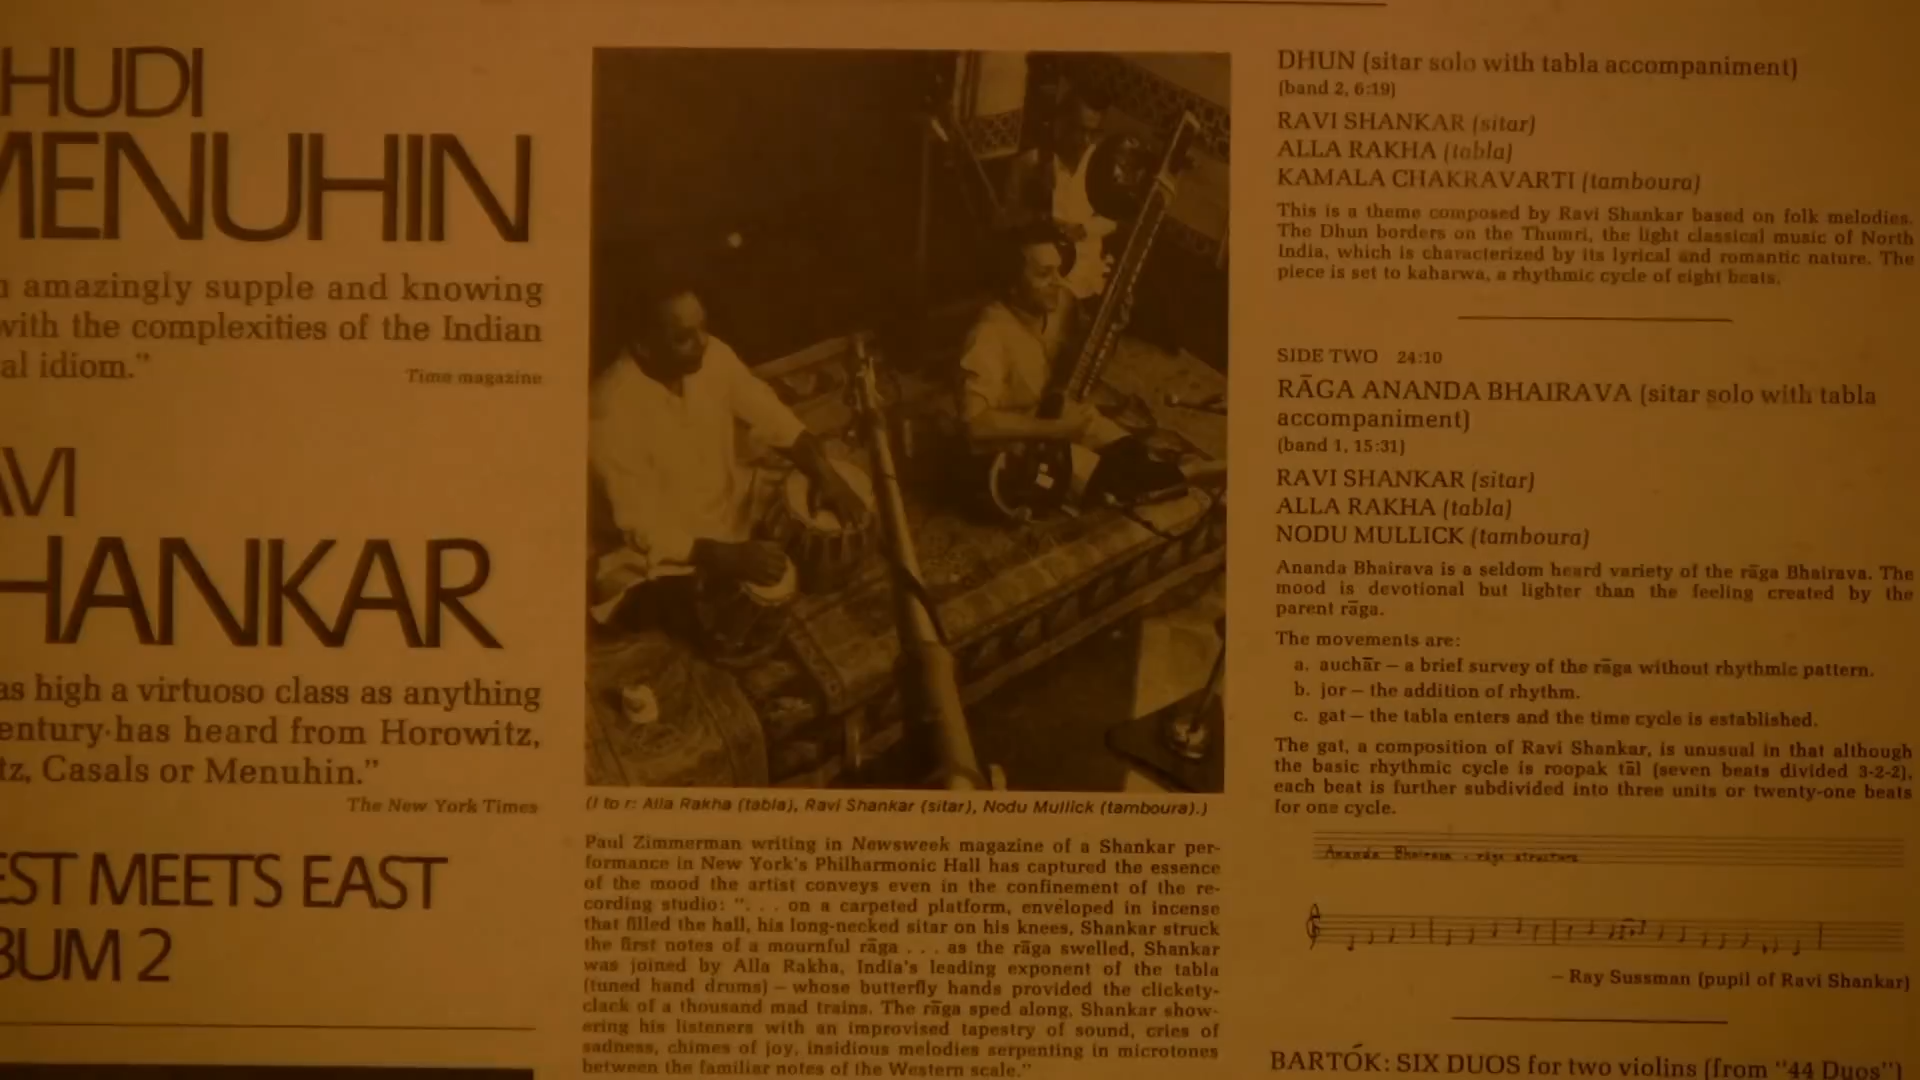 HUDI
MENUHIN
amazingly supple and knowing
with the complexities of the Indian
al idiom."
Time magazine
AVI
HANKAR
as high a virtuoso class as anything
entury has heard from Horowitz,
tz, Casals or Menuhin."
The New York Times
EST MEETS EAST
BUM 2
(l to r: Alla Rakha (tabla), Ravi Shankar (sitar), Nodu Mullick (tamboura).)
Paul Zimmerman writing in Newsweek magazine of a Shankar per-
formance in New York's Philharmonic Hall has captured the essence
of the mood the artist conveys even in the confinement of the re-
cording studio: ". . . on a carpeted platform, enveloped in incense
that filled the hall, his long-necked sitar on his knees, Shankar struck
the first notes of a mournful rāga . . . as the rāga swelled, Shankar
was joined by Alla Rakha, India's leading exponent of the tabla
(tuned hand drums) – whose butterfly hands provided the clickety-
clack of a thousand mad trains. The rāga sped along, Shankar show-
ering his listeners with an improvised tapestry of sound, cries of
sadness, chimes of joy, insidious melodies serpenting in microtones
between the familiar notes of the Western scale."
DHUN (sitar solo with tabla accompaniment)
(band 2, 6:19)
RAVI SHANKAR (sitar)
ALLA RAKHA (tabla)
KAMALA CHAKRAVARTI (tamboura)
This is a theme composed by Ravi Shankar based on folk melodies.
The Dhun borders on the Thumri, the light classical music of North
India, which is characterized by its lyrical and romantic nature. The
piece is set to kaharwa, a rhythmic cycle of eight beats.
SIDE TWO 24:10
RĀGA ANANDA BHAIRAVA (sitar solo with tabla
accompaniment)
(band 1, 15:31)
RAVI SHANKAR (sitar)
ALLA RAKHA (tabla)
NODU MULLICK (tamboura)
Ananda Bhairava is a seldom heard variety of the rāga Bhairava. The
mood is devotional but lighter than the feeling created by the
parent rāga.
The movements are:
a. auchār – a brief survey of the rāga without rhythmic pattern.
b. jor – the addition of rhythm.
c. gat – the tabla enters and the time cycle is established.
The gat, a composition of Ravi Shankar, is unusual in that although
the basic rhythmic cycle is roopak tāl (seven beats divided 3-2-2),
each beat is further subdivided into three units or twenty-one beats
for one cycle.
Ananda Bhairava - rāga structure
– Ray Sussman (pupil of Ravi Shankar)
BARTÓK: SIX DUOS for two violins (from "44 Duos")